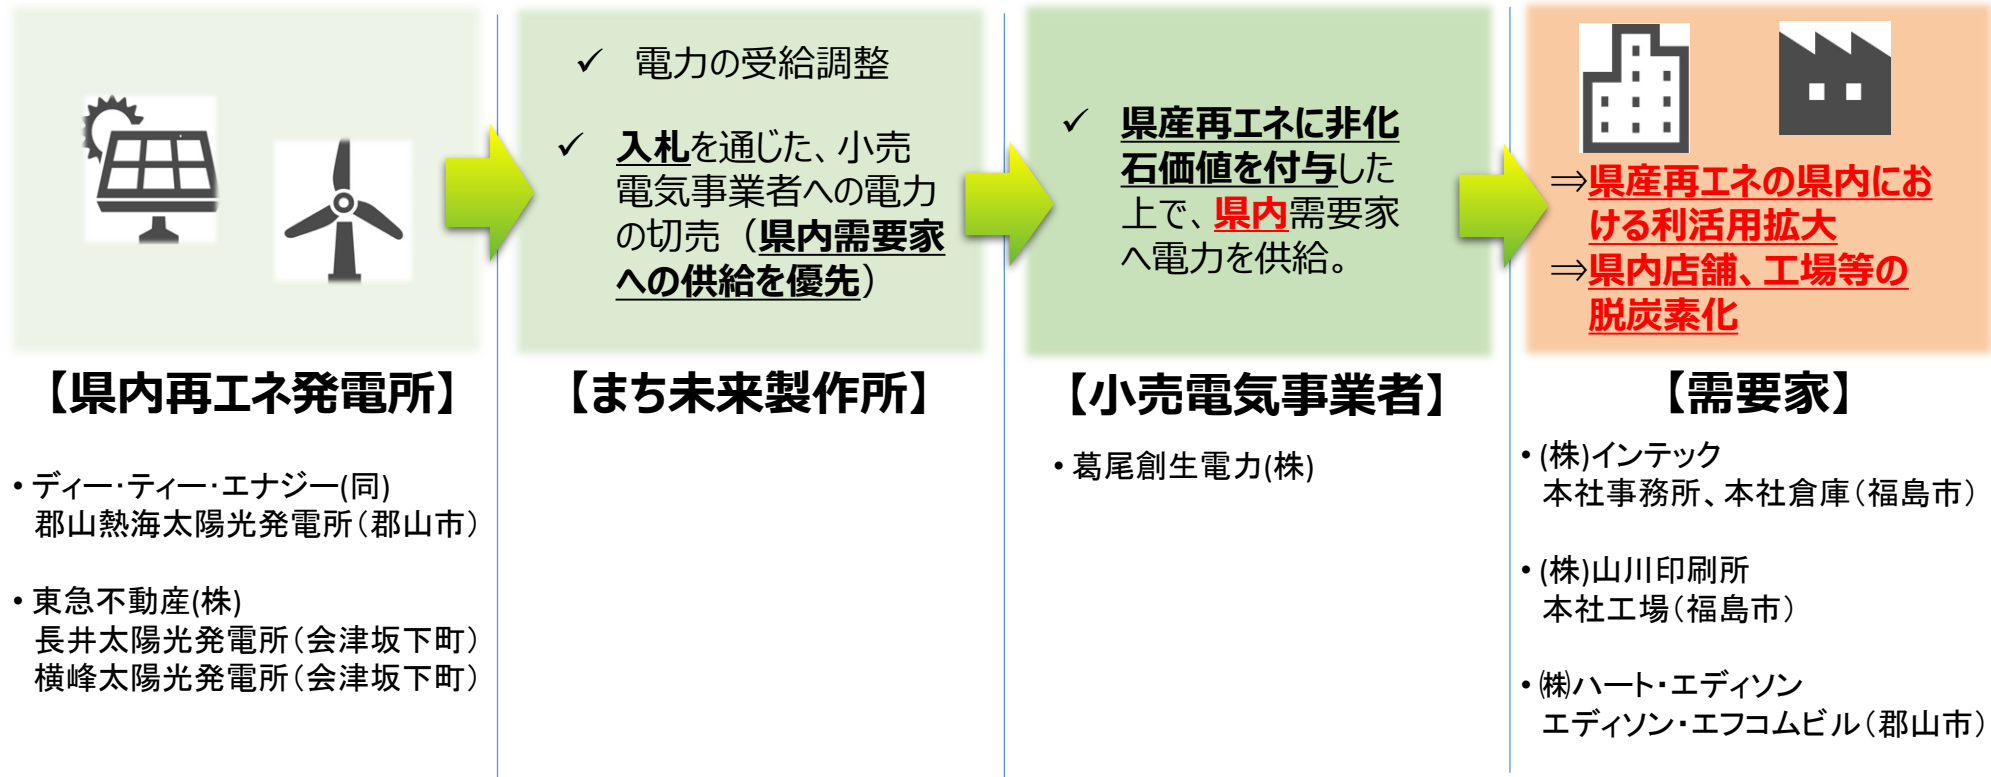 ✓ 電力の受給調整
✓ 入札を通じた、小売
電気事業者への電力
の切売（県内需要家
への供給を優先）
✓ 県産再エネに非化
石価値を付与した
上で、県内需要家
へ電力を供給。
⇒県産再エネの県内にお
ける利活用拡大
⇒県内店舗、工場等の
脱炭素化
【県内再エネ発電所】
【まち未来製作所】
【小売電気事業者】
【需要家】
• ディー・ティー・エナジー(同)
郡山熱海太陽光発電所（郡山市）
• 東急不動産(株)
長井太陽光発電所（会津坂下町）
横峰太陽光発電所（会津坂下町）
• 葛尾創生電力(株)
• (株)インテック
本社事務所、本社倉庫（福島市）
• (株)山川印刷所
本社工場（福島市）
• ㈱ハート・エディソン
エディソン・エフコムビル（郡山市）